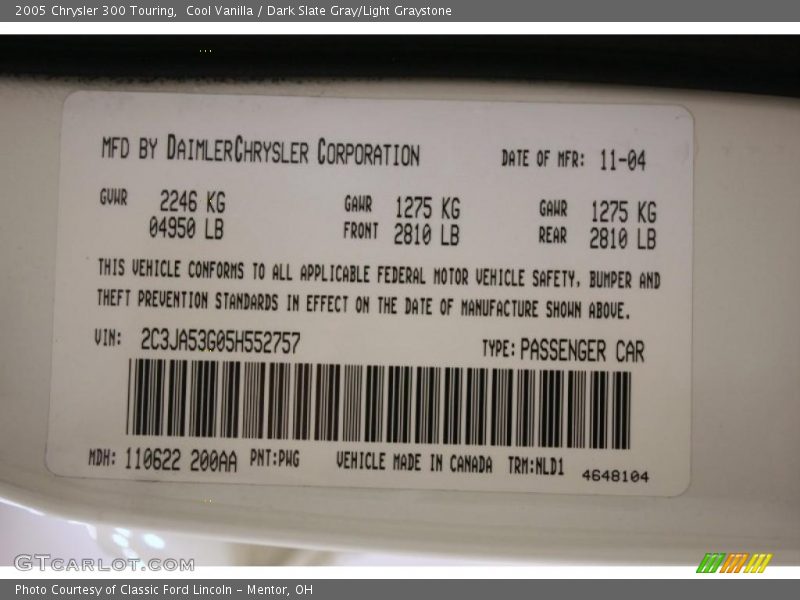 2005 Chrysler 300 Touring,  Cool Vanilla / Dark Slate Gray/Light Graystone
MFD BY DAIMLERCHRYSLER CORPORATION DATE OF MFR: 11-04
GVWR 2246 KG GAWR 1275 KG GAWR 1275 KG
04950 LB FRONT 2810 LB REAR 2810 LB
THIS VEHICLE CONFORMS TO ALL APPLICABLE FEDERAL MOTOR VEHICLE SAFETY, BUMPER AND
THEFT PREVENTION STANDARDS IN EFFECT ON THE DATE OF MANUFACTURE SHOWN ABOVE.
VIN: 2C3JA53G05H552757 TYPE: PASSENGER CAR
MDH: 110622 200AA PNT:PWG VEHICLE MADE IN CANADA TRM:NLD1 4648104
GTcarlot.com
Photo Courtesy of Classic Ford Lincoln - Mentor, OH